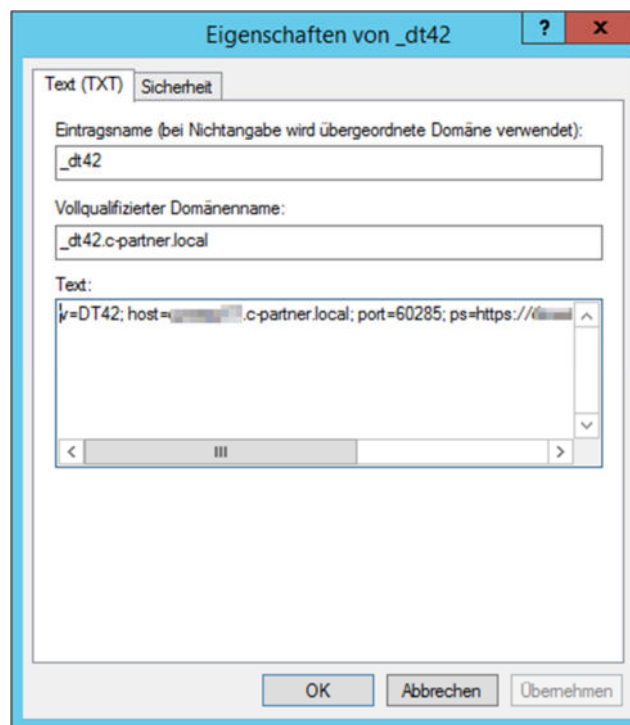 Eigenschaften von _dt42
?
x
Text (TXT)
Sicherheit
Eintragsname (bei Nichtangabe wird übergeordnete Domäne verwendet):
_dt42
Vollqualifizierter Domänenname:
_dt42.c-partner.local
Text:
v=DT42; host= .c-partner.local; port=60285; ps=https://
OK
Abbrechen
Übernehmen